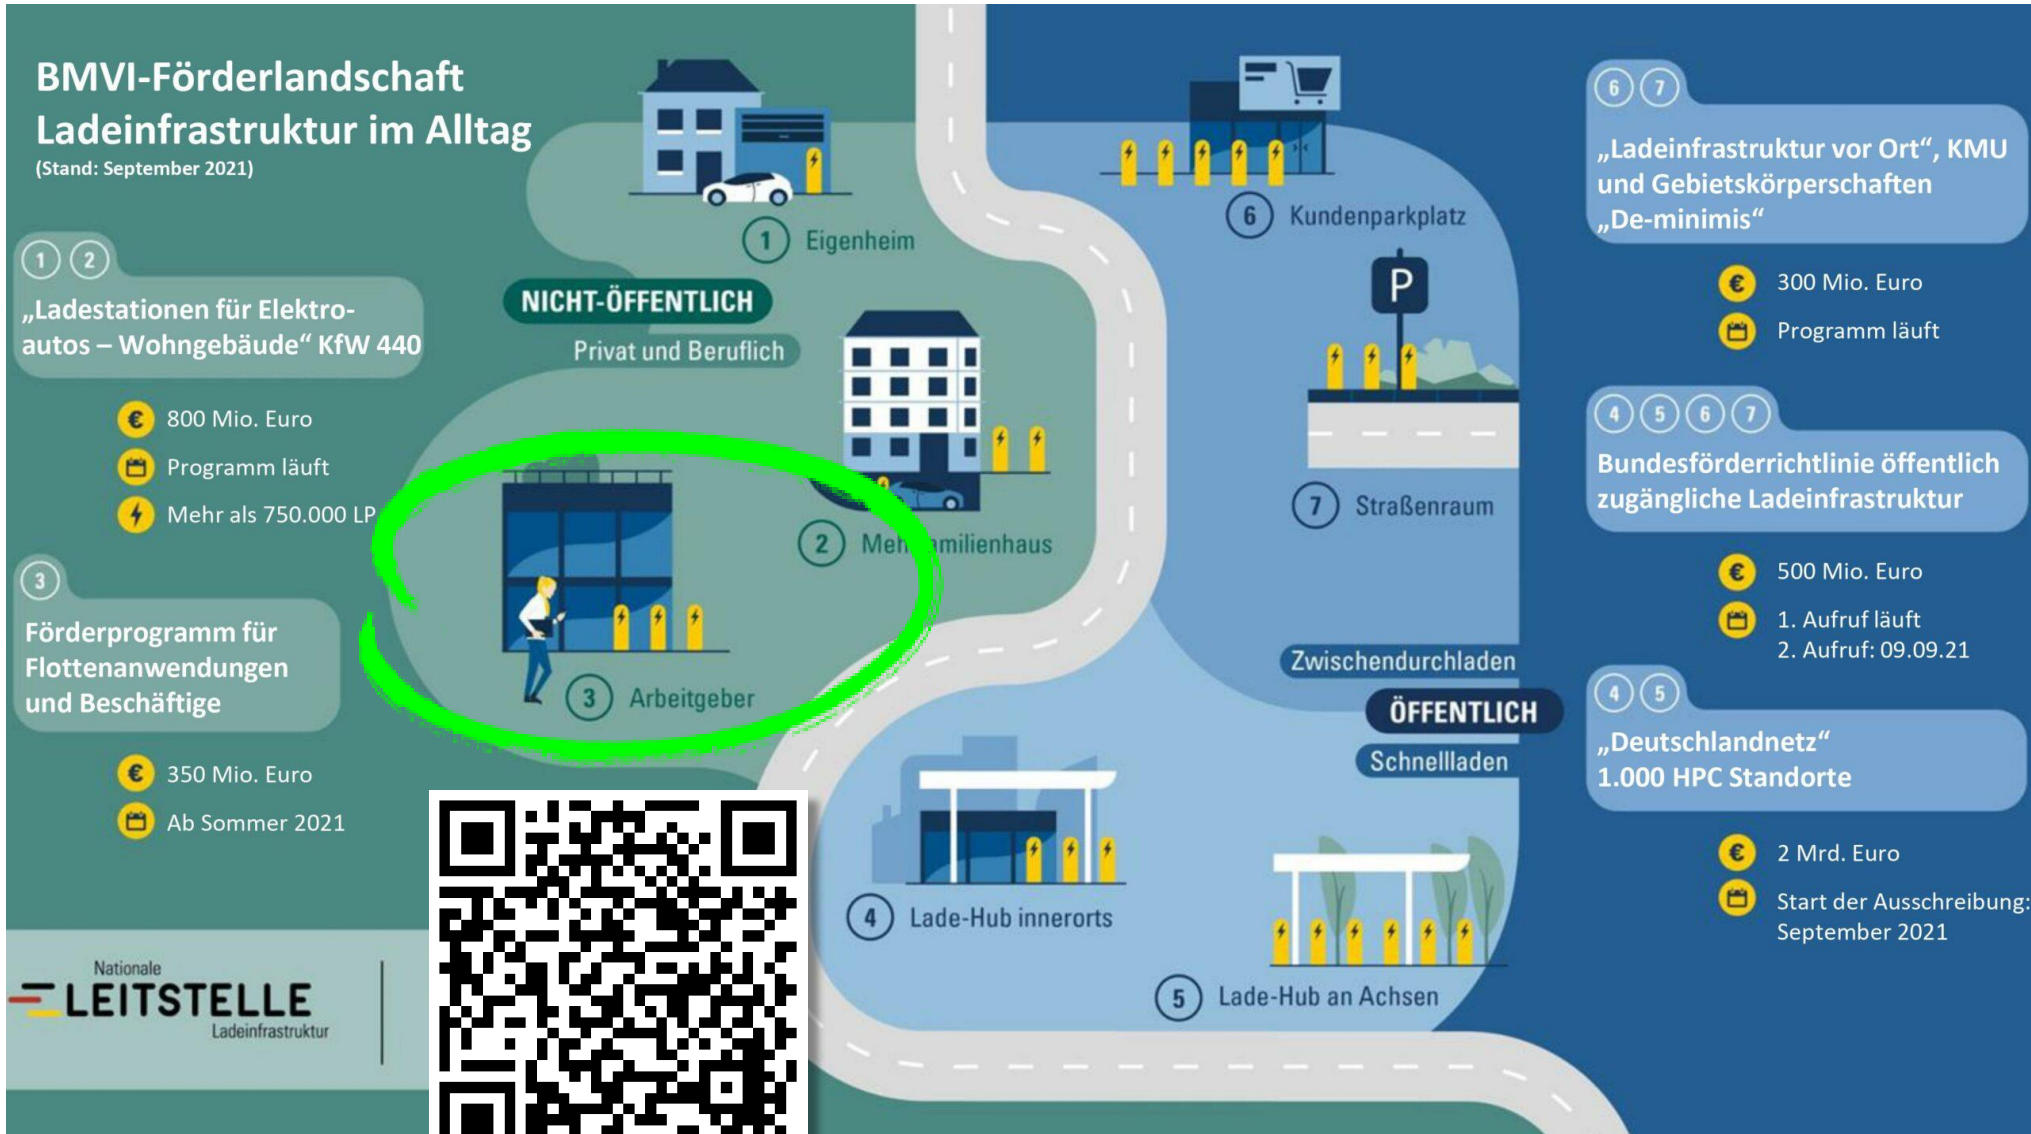 BMVI-Förderlandschaft
Ladeinfrastruktur im Alltag
(Stand: September 2021)
1 2
„Ladestationen für Elektro-
autos – Wohngebäude“ KfW 440
€ 800 Mio. Euro
Programm läuft
Mehr als 750.000 LP
3
Förderprogramm für
Flottenanwendungen
und Beschäftige
€ 350 Mio. Euro
Ab Sommer 2021
Nationale
LEITSTELLE
Ladeinfrastruktur
1 Eigenheim
NICHT-ÖFFENTLICH
Privat und Beruflich
2 Mehrfamilienhaus
3 Arbeitgeber
6 Kundenparkplatz
P
7 Straßenraum
Zwischendurchladen
ÖFFENTLICH
Schnellladen
4 Lade-Hub innerorts
5 Lade-Hub an Achsen
6 7
„Ladeinfrastruktur vor Ort“, KMU
und Gebietskörperschaften
„De-minimis“
€ 300 Mio. Euro
Programm läuft
4 5 6 7
Bundesförderrichtlinie öffentlich
zugängliche Ladeinfrastruktur
€ 500 Mio. Euro
1. Aufruf läuft
2. Aufruf: 09.09.21
4 5
„Deutschlandnetz“
1.000 HPC Standorte
€ 2 Mrd. Euro
Start der Ausschreibung:
September 2021